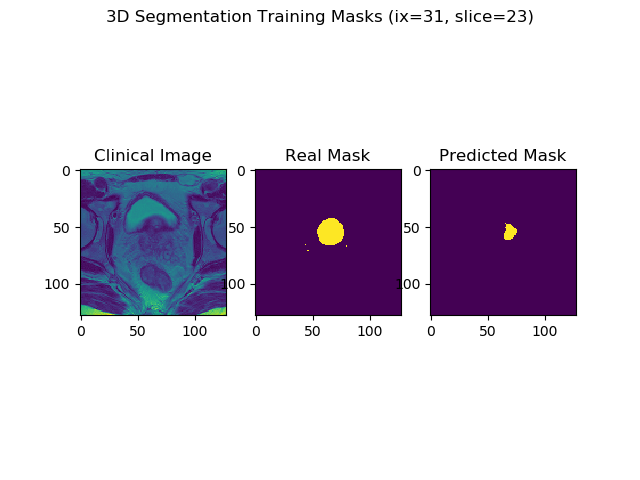 3D Segmentation Training Masks (ix=31, slice=23)
Clinical Image Real Mask Predicted Mask
0 0 0
50 50 50
100 100 100
0 50 100 0 50 100 0 50 100